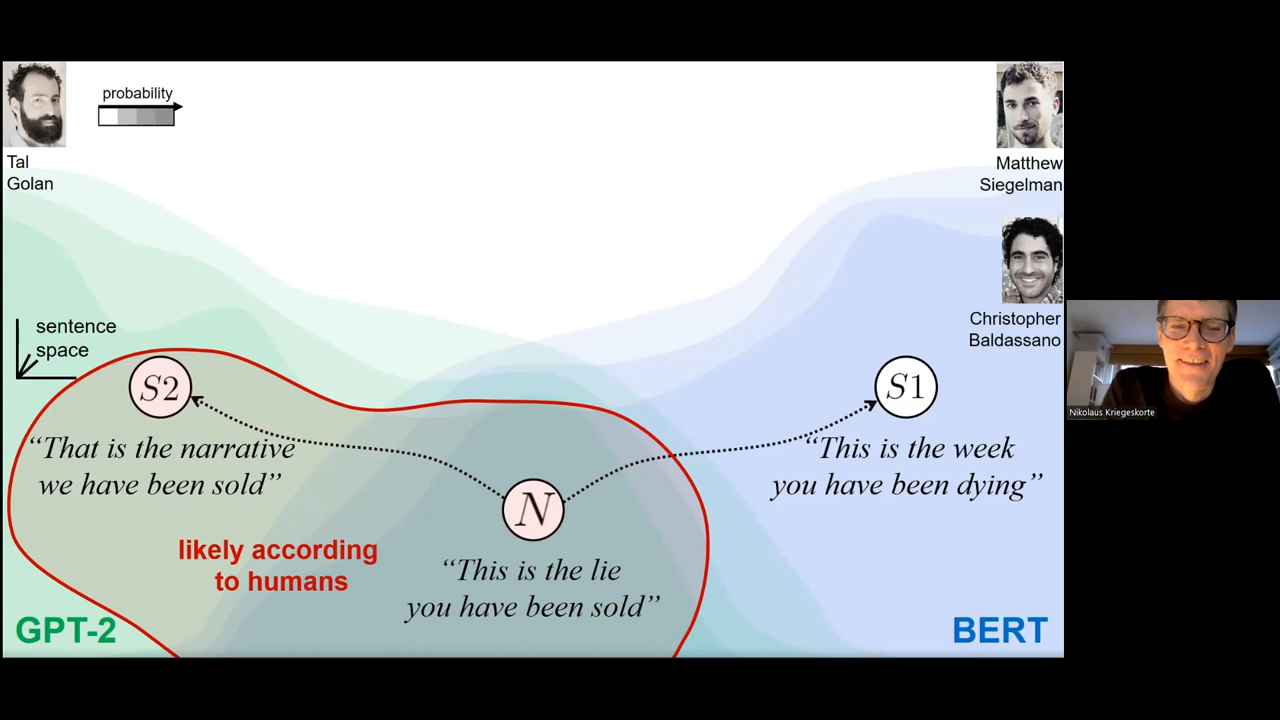 probability
Tal
Golan
Matthew
Siegelman
Christopher
Baldassano
sentence
space
S2
S1
“That is the narrative
we have been sold”
“This is the week
you have been dying”
N
likely according
to humans
“This is the lie
you have been sold”
GPT-2
BERT
Nikolaus Kriegeskorte